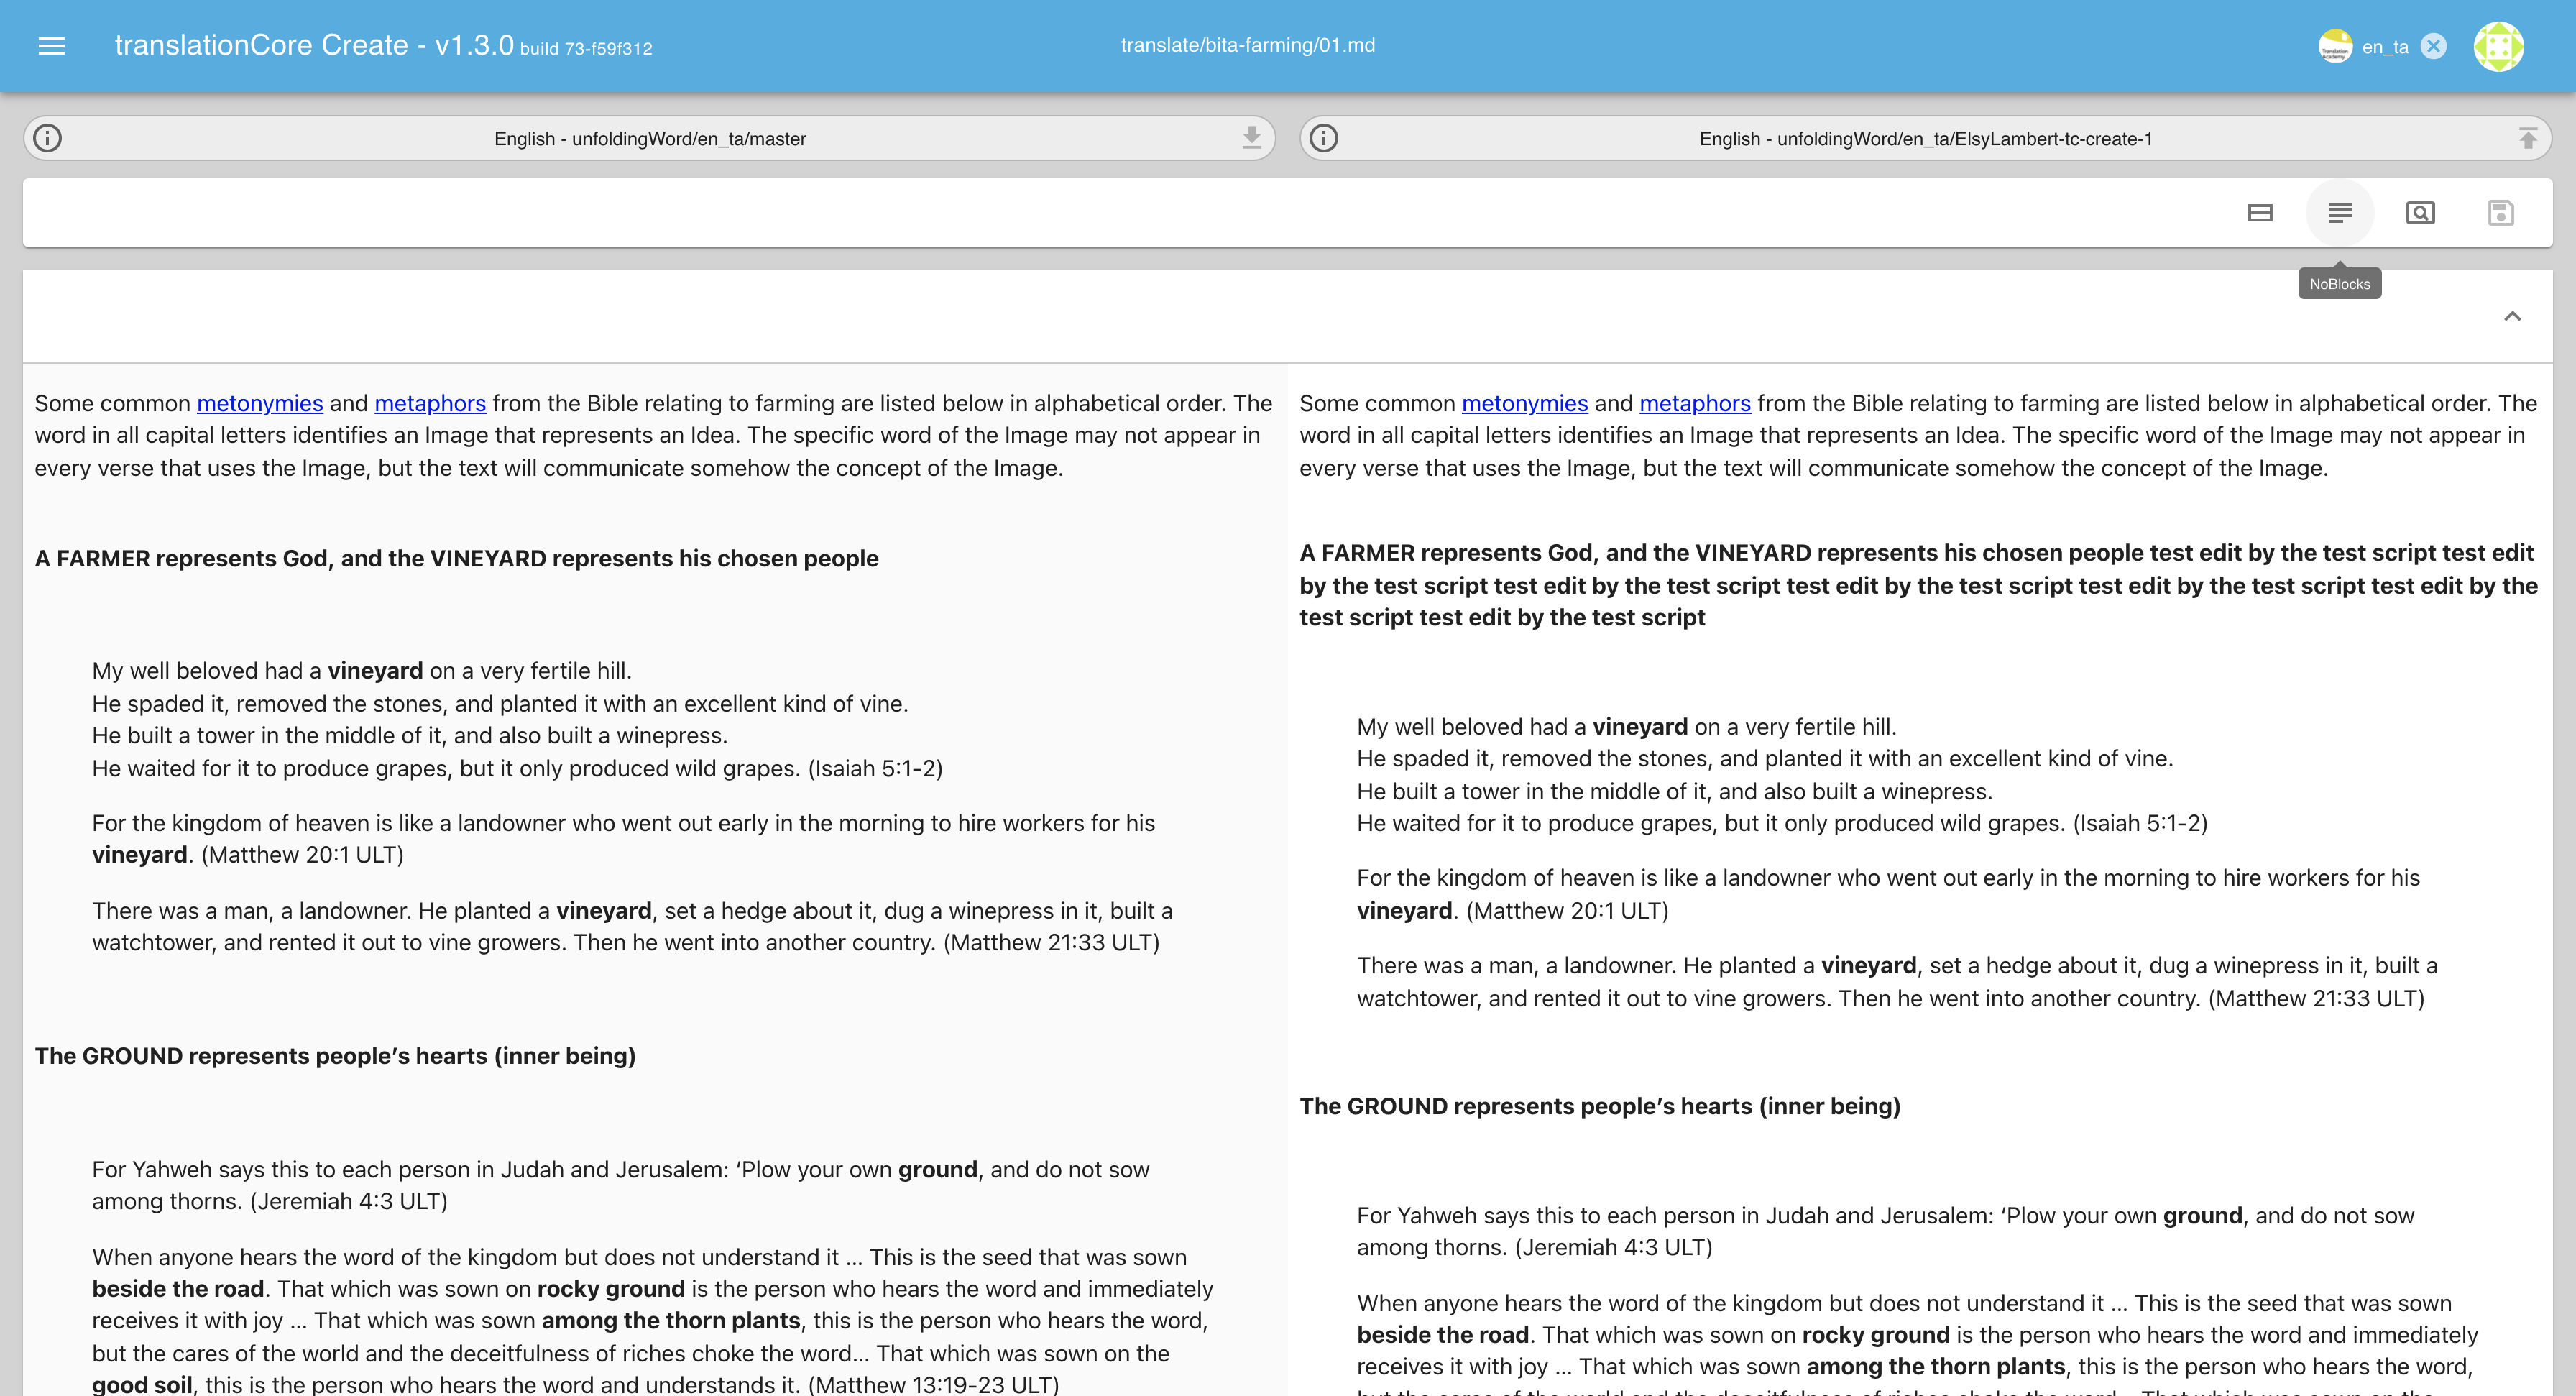 translationCore Create - v1.3.0 build 73-f59f312
translate/bita-farming/01.md
Translation
Academy
en_ta
English - unfoldingWord/en_ta/master
English - unfoldingWord/en_ta/ElsyLambert-tc-create-1
NoBlocks
Some common metonymies and metaphors from the Bible relating to farming are listed below in alphabetical order. The
word in all capital letters identifies an Image that represents an Idea. The specific word of the Image may not appear in
every verse that uses the Image, but the text will communicate somehow the concept of the Image.
A FARMER represents God, and the VINEYARD represents his chosen people
My well beloved had a vineyard on a very fertile hill.
He spaded it, removed the stones, and planted it with an excellent kind of vine.
He built a tower in the middle of it, and also built a winepress.
He waited for it to produce grapes, but it only produced wild grapes. (Isaiah 5:1-2)
For the kingdom of heaven is like a landowner who went out early in the morning to hire workers for his
vineyard. (Matthew 20:1 ULT)
There was a man, a landowner. He planted a vineyard, set a hedge about it, dug a winepress in it, built a
watchtower, and rented it out to vine growers. Then he went into another country. (Matthew 21:33 ULT)
The GROUND represents people’s hearts (inner being)
For Yahweh says this to each person in Judah and Jerusalem: ‘Plow your own ground, and do not sow
among thorns. (Jeremiah 4:3 ULT)
When anyone hears the word of the kingdom but does not understand it ... This is the seed that was sown
beside the road. That which was sown on rocky ground is the person who hears the word and immediately
receives it with joy ... That which was sown among the thorn plants, this is the person who hears the word,
but the cares of the world and the deceitfulness of riches choke the word... That which was sown on the
good soil, this is the person who hears the word and understands it. (Matthew 13:19-23 ULT)
Some common metonymies and metaphors from the Bible relating to farming are listed below in alphabetical order. The
word in all capital letters identifies an Image that represents an Idea. The specific word of the Image may not appear in
every verse that uses the Image, but the text will communicate somehow the concept of the Image.
A FARMER represents God, and the VINEYARD represents his chosen people test edit by the test script test edit
by the test script test edit by the test script test edit by the test script test edit by the test script test edit by the
test script test edit by the test script
My well beloved had a vineyard on a very fertile hill.
He spaded it, removed the stones, and planted it with an excellent kind of vine.
He built a tower in the middle of it, and also built a winepress.
He waited for it to produce grapes, but it only produced wild grapes. (Isaiah 5:1-2)
For the kingdom of heaven is like a landowner who went out early in the morning to hire workers for his
vineyard. (Matthew 20:1 ULT)
There was a man, a landowner. He planted a vineyard, set a hedge about it, dug a winepress in it, built a
watchtower, and rented it out to vine growers. Then he went into another country. (Matthew 21:33 ULT)
The GROUND represents people’s hearts (inner being)
For Yahweh says this to each person in Judah and Jerusalem: ‘Plow your own ground, and do not sow
among thorns. (Jeremiah 4:3 ULT)
When anyone hears the word of the kingdom but does not understand it ... This is the seed that was sown
beside the road. That which was sown on rocky ground is the person who hears the word and immediately
receives it with joy ... That which was sown among the thorn plants, this is the person who hears the word,